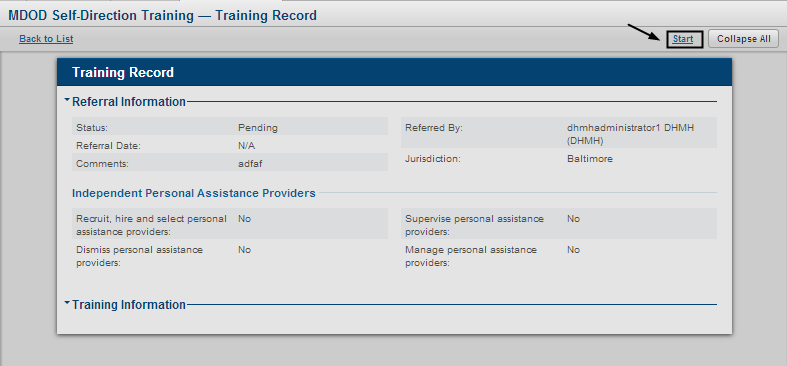 MDOD Self-Direction Training — Training Record
Back to List
Start
Collapse All
Training Record
Referral Information
Status: Pending
Referral Date: N/A
Comments: adfaf
Referred By: dhmhadministrator1 DHMH
(DHMH)
Jurisdiction: Baltimore
Independent Personal Assistance Providers
Recruit, hire and select personal No
assistance providers:
Dismiss personal assistance No
providers:
Supervise personal assistance No
providers:
Manage personal assistance No
providers:
Training Information